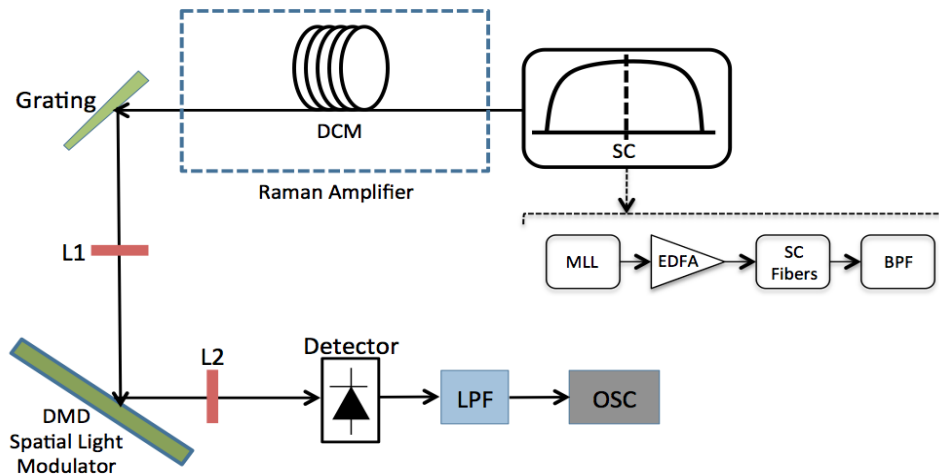 Grating
DCM
Raman Amplifier
SC
MLL
EDFA
SC
Fibers
BPF
L1
L2
Detector
LPF
OSC
DMD
Spatial Light
Modulator